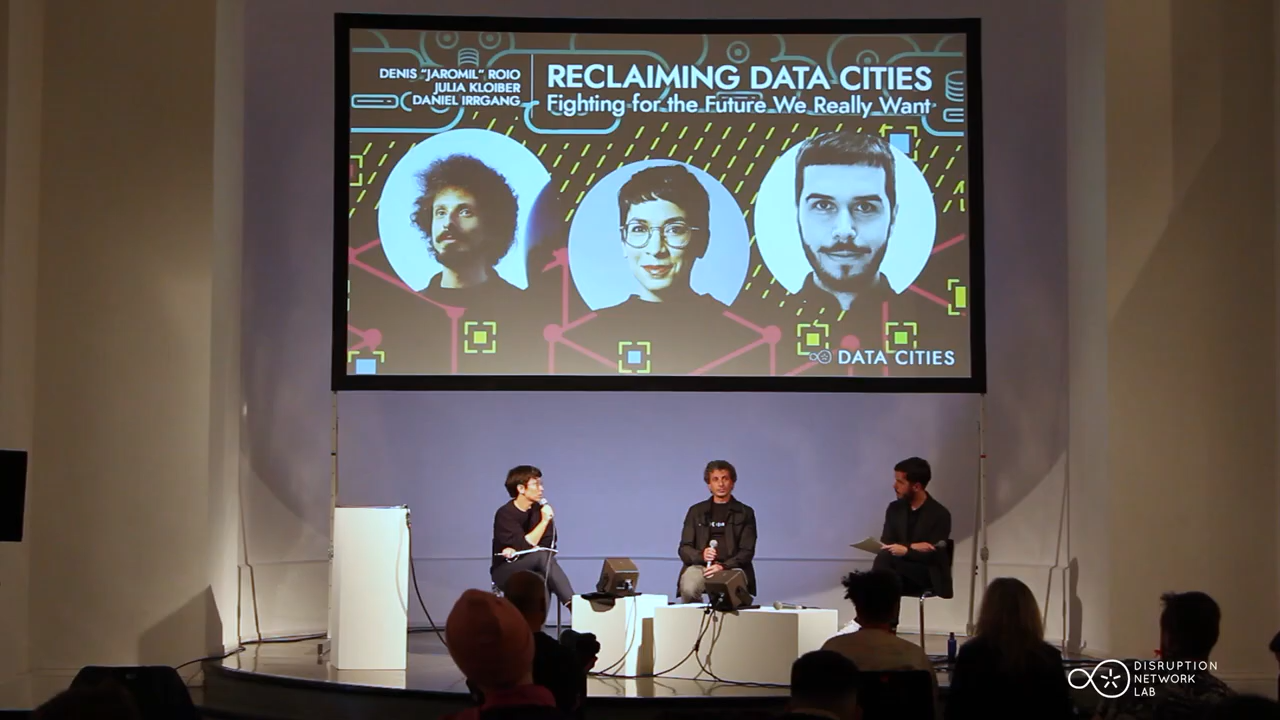 DENIS "JAROMIL" ROIO
JULIA KLOIBER
DANIEL IRRGANG
RECLAIMING DATA CITIES
Fighting for the Future We Really Want
DATA CITIES
DISRUPTION
NETWORK
LAB